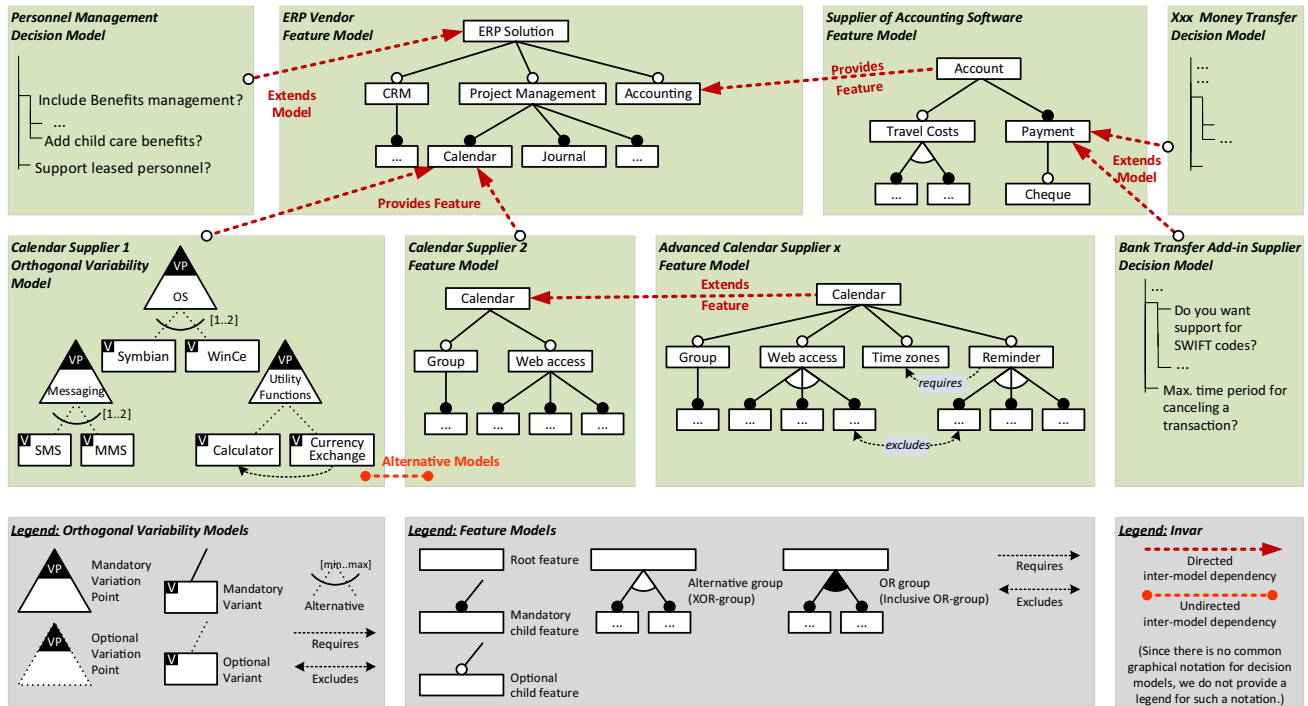 Personnel Management
Decision Model
Include Benefits management?
...
Add child care benefits?
Support leased personnel?
ERP Vendor
Feature Model
ERP Solution
CRM
Project Management
Accounting
...
Calendar
Journal
...
Extends
Model
Provides
Feature
Supplier of Accounting Software
Feature Model
Account
Travel Costs
Payment
...
...
Cheque
Extends
Model
Xxx Money Transfer
Decision Model
...
...
...
Provides Feature
Calendar Supplier 1
Orthogonal Variability
Model
VP
OS
[1..2]
V
Symbian
V
WinCe
VP
Messaging
[1..2]
VP
Utility
Functions
V
SMS
V
MMS
V
Calculator
V
Currency
Exchange
Alternative Models
Calendar Supplier 2
Feature Model
Calendar
Group
Web access
...
...
...
...
Extends
Feature
Advanced Calendar Supplier x
Feature Model
Calendar
Group
Web access
Time zones
Reminder
requires
...
...
...
...
...
...
...
excludes
Bank Transfer Add-in Supplier
Decision Model
...
Do you want
support for
SWIFT codes?
...
Max. time period for
canceling a
transaction?
Legend: Orthogonal Variability Models
VP
Mandatory
Variation
Point
V
Mandatory
Variant
[min..max]
Alternative
VP
Optional
Variation
Point
V
Optional
Variant
Requires
Excludes
Legend: Feature Models
Root feature
Mandatory
child feature
Optional
child feature
Alternative group
(XOR-group)
...
...
OR group
(Inclusive OR-group)
...
...
Requires
Excludes
Legend: Invar
Directed
inter-model dependency
Undirected
inter-model dependency
(Since there is no common
graphical notation for decision
models, we do not provide a
legend for such a notation.)